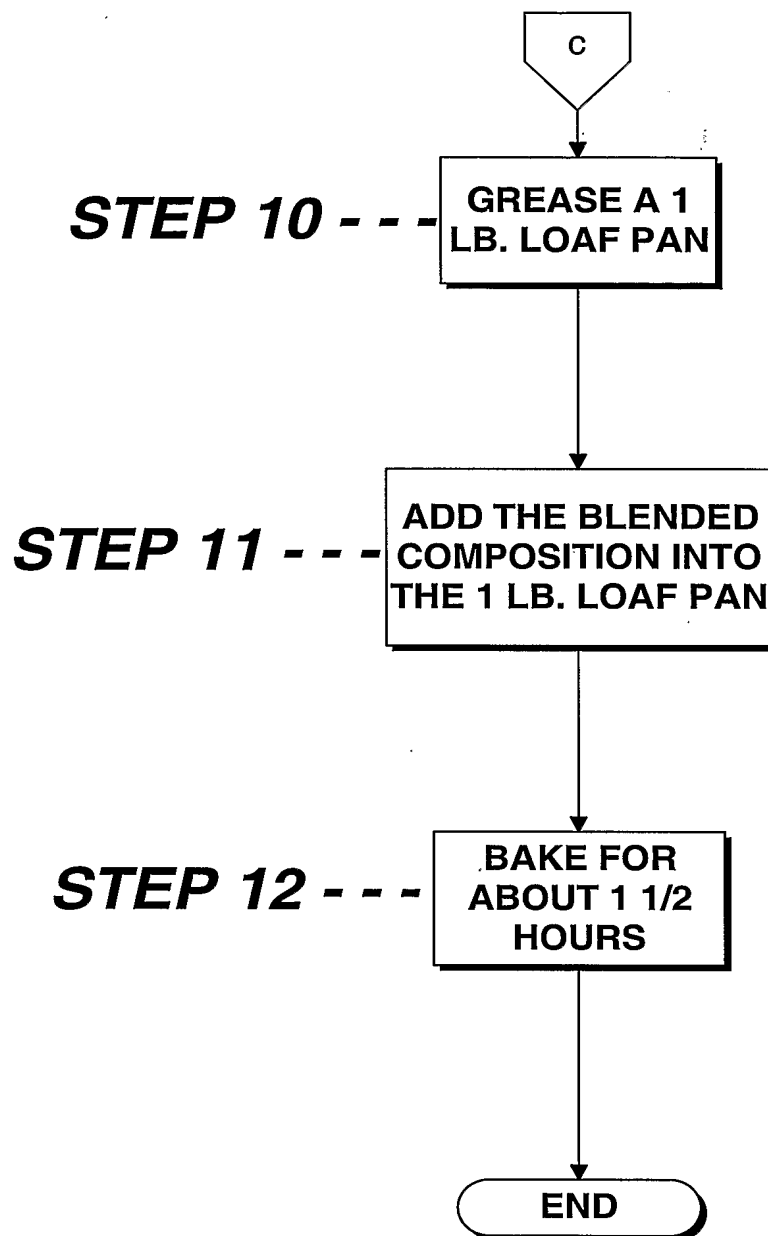 C
STEP 10 - - -
GREASE A 1
LB. LOAF PAN
STEP 11 - - -
ADD THE BLENDED
COMPOSITION INTO
THE 1 LB. LOAF PAN
STEP 12 - - -
BAKE FOR
ABOUT 1 1/2
HOURS
END